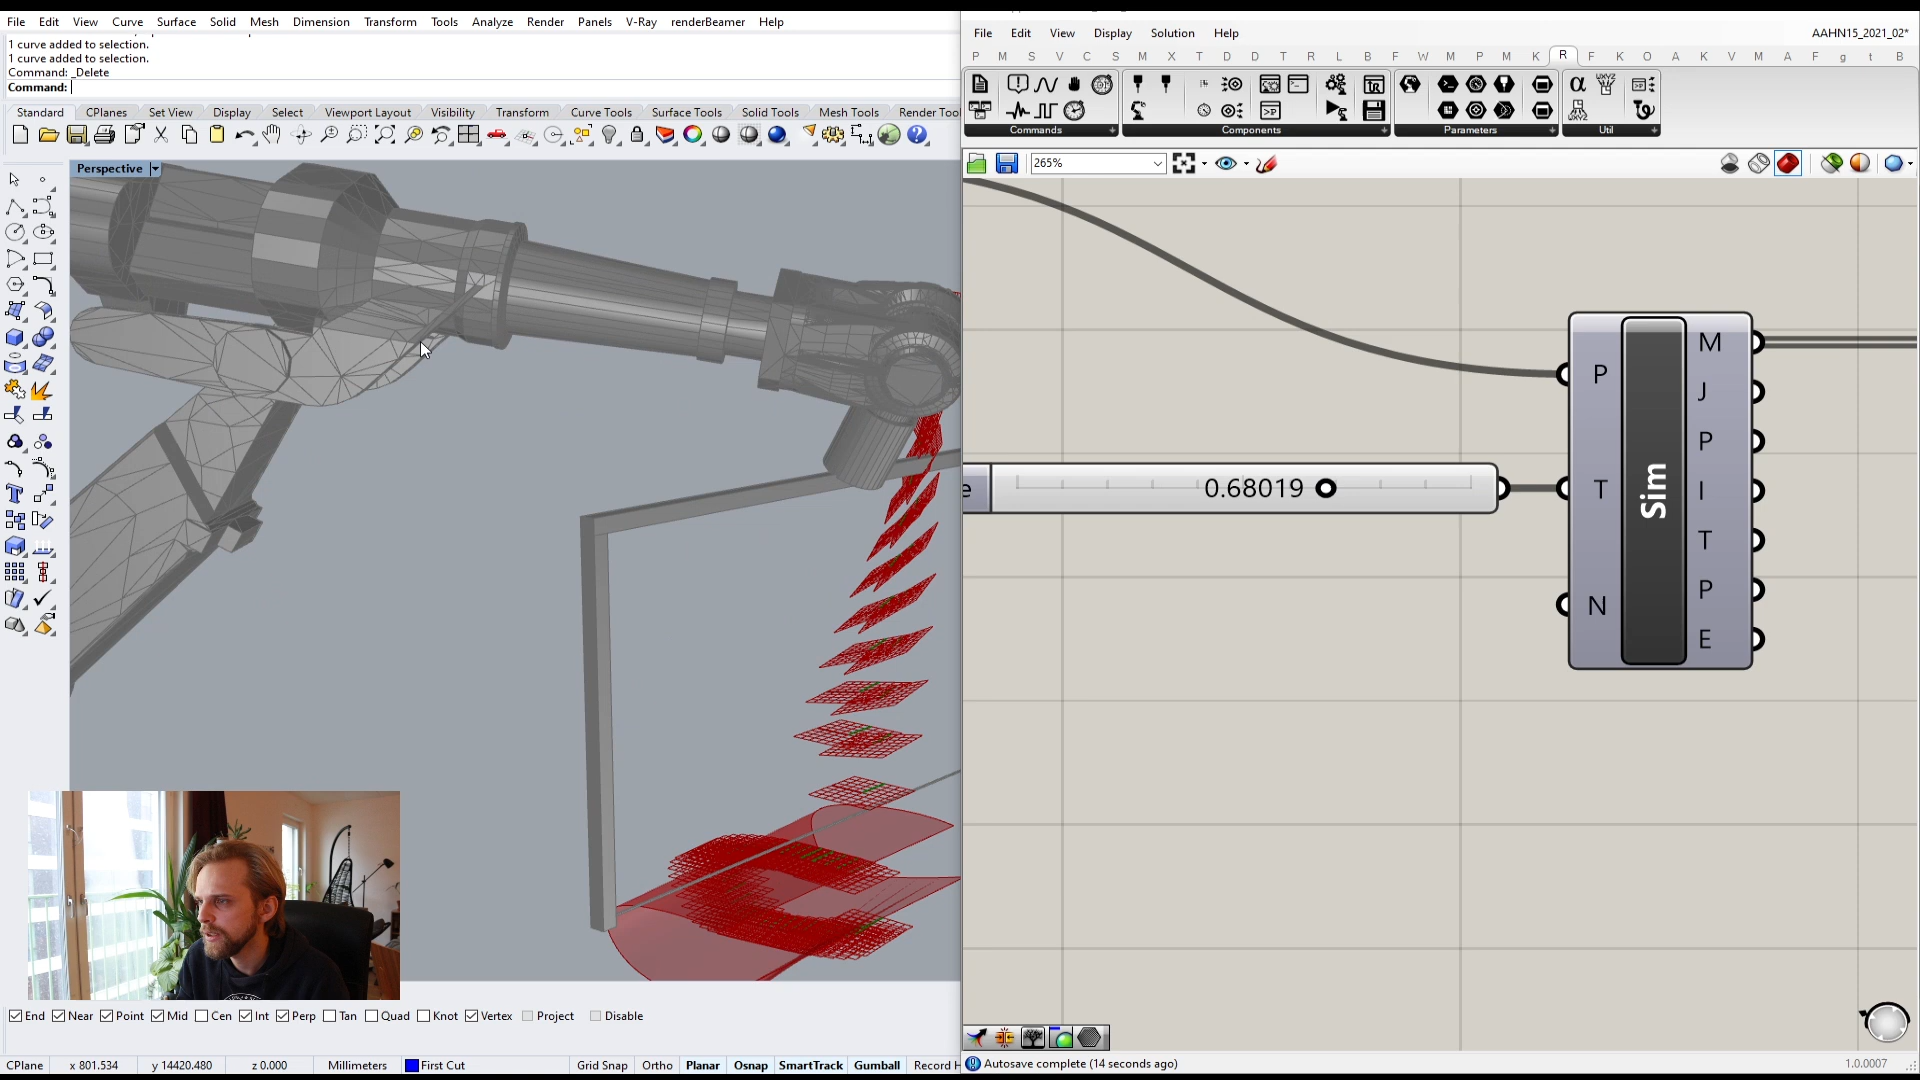 File Edit View Curve Surface Solid Mesh Dimension Transform Tools Analyze Render Panels V-Ray renderBeamer Help
1 curve added to selection.
1 curve added to selection.
Command: _Delete
Command:
Standard CPlanes Set View Display Select Viewport Layout Visibility Transform Curve Tools Surface Tools Solid Tools Mesh Tools Render Too
Perspective
End Near Point Mid Cen Int Perp Tan Quad Knot Vertex Project Disable
CPlane x 801.534 y 14420.480 z 0.000 Millimeters First Cut Grid Snap Ortho Planar Osnap SmartTrack Gumball Record H
File Edit View Display Solution Help AAHN15_2021_02*
P M S V C S M X T D D T R S L B F W M P M K R F K O A K V M A F g t B
Commands Components Parameters Util
265%
e 0.68019
P
T
N
Sim
M
J
P
I
T
P
E
Autosave complete (14 seconds ago) 1.0.0007